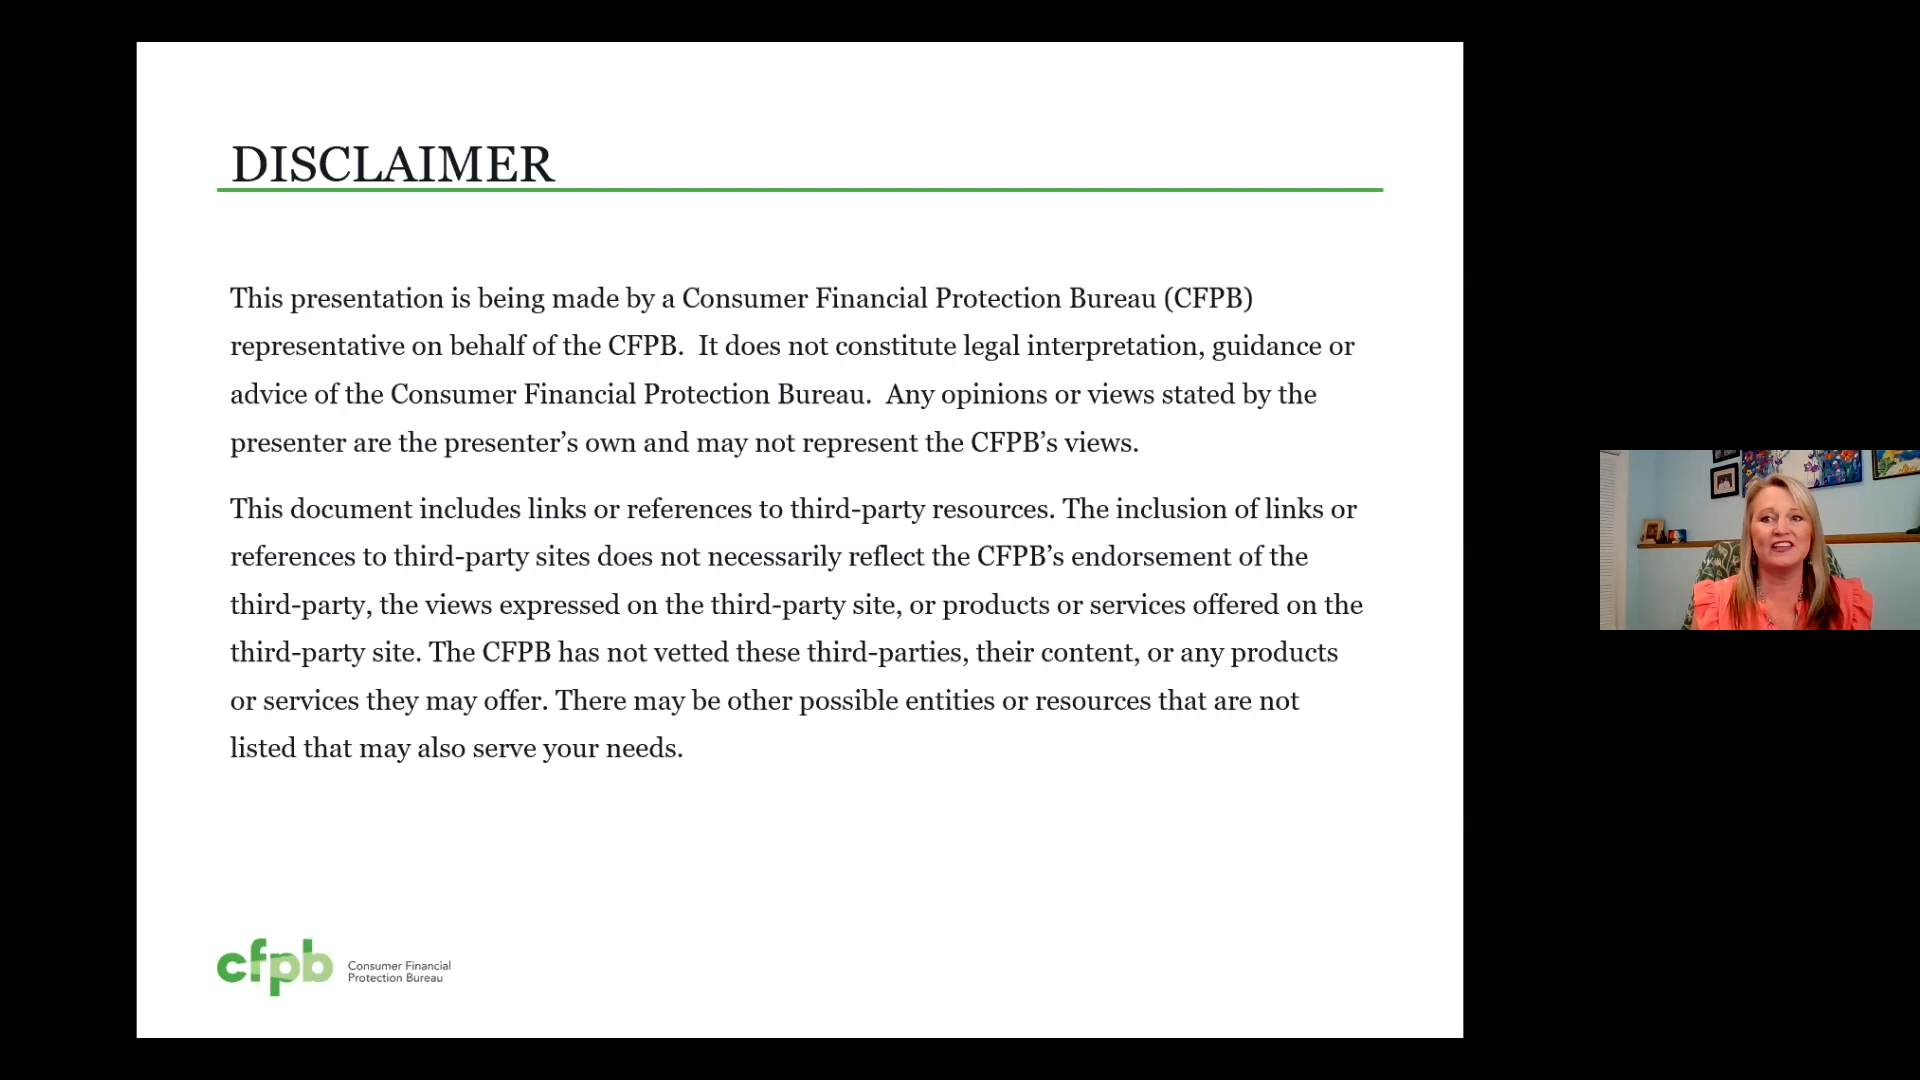 DISCLAIMER
This presentation is being made by a Consumer Financial Protection Bureau (CFPB)
representative on behalf of the CFPB.  It does not constitute legal interpretation, guidance or
advice of the Consumer Financial Protection Bureau.  Any opinions or views stated by the
presenter are the presenter’s own and may not represent the CFPB’s views.
This document includes links or references to third-party resources. The inclusion of links or
references to third-party sites does not necessarily reflect the CFPB’s endorsement of the
third-party, the views expressed on the third-party site, or products or services offered on the
third-party site. The CFPB has not vetted these third-parties, their content, or any products
or services they may offer. There may be other possible entities or resources that are not
listed that may also serve your needs.
cfpb
Consumer Financial
Protection Bureau